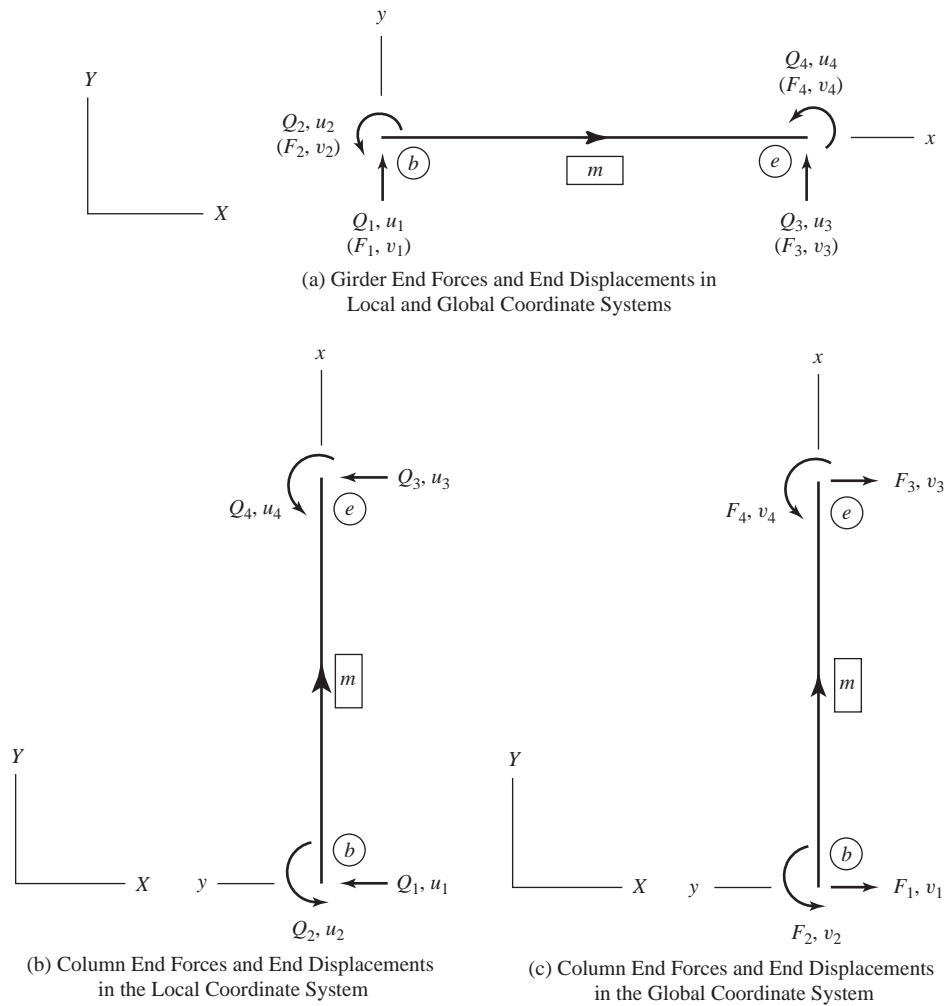 y
Y
Q4, u4
(F4, v4)
Q2, u2
(F2, v2)
x
b
m
e
X
Q1, u1
(F1, v1)
Q3, u3
(F3, v3)
(a) Girder End Forces and End Displacements in
Local and Global Coordinate Systems
x
Q3, u3
Q4, u4
e
m
Y
b
X
y
Q1, u1
Q2, u2
(b) Column End Forces and End Displacements
in the Local Coordinate System
x
F3, v3
F4, v4
e
m
Y
b
X
y
F1, v1
F2, v2
(c) Column End Forces and End Displacements
in the Global Coordinate System